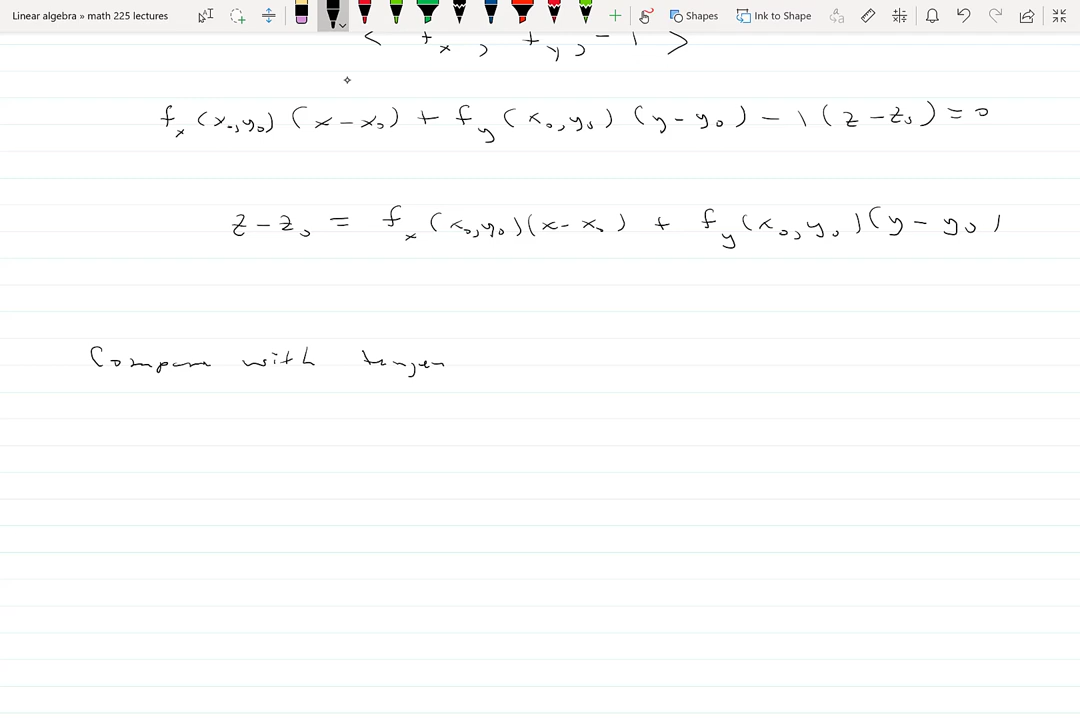 Linear algebra » math 225 lectures
Shapes
Ink to Shape
< f_x , f_y , -1 >
f_x (x_0, y_0) (x - x_0) + f_y (x_0, y_0) (y - y_0) - 1 (z - z_0) = 0
z - z_0 = f_x (x_0, y_0) (x - x_0) + f_y (x_0, y_0) (y - y_0)
Compare with tangen